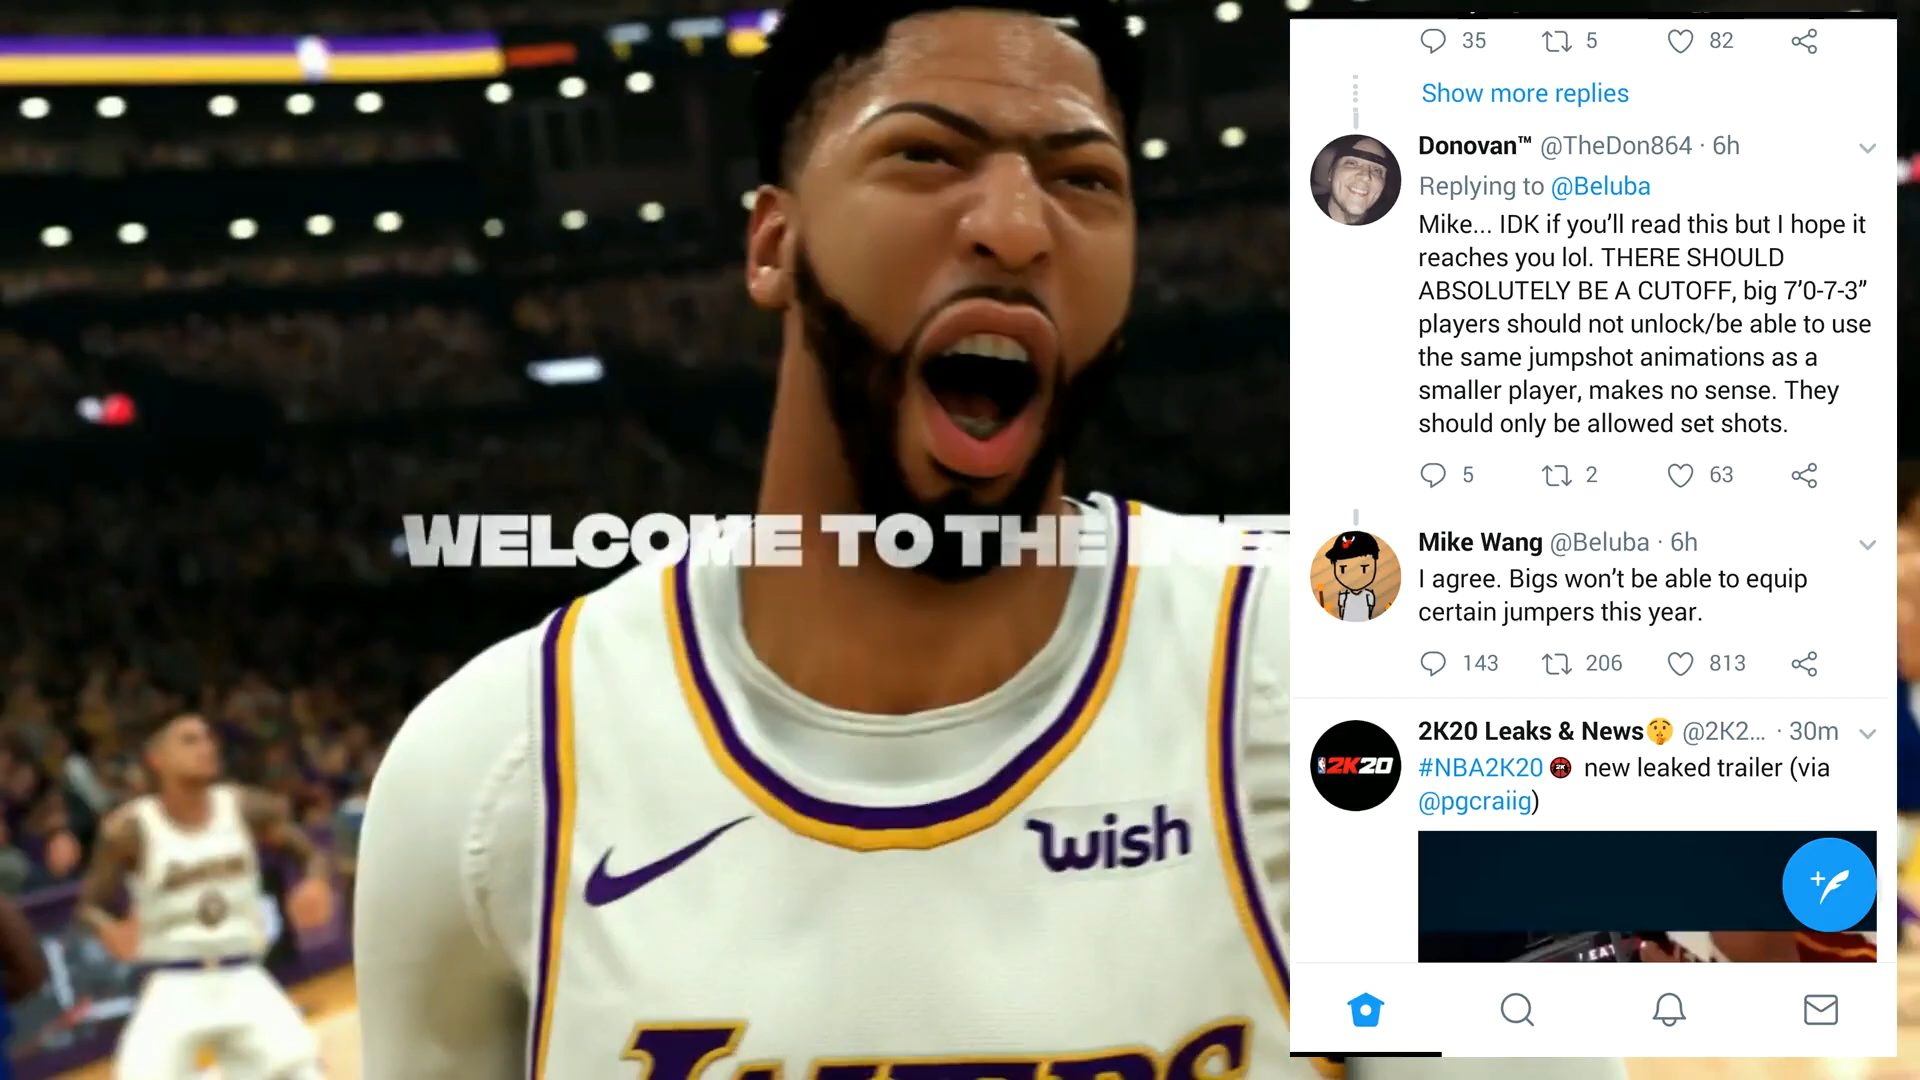 WELCOME TO THE
wish
35 5 82
Show more replies
Donovan™ @TheDon864 · 6h
Replying to @Beluba
Mike... IDK if you’ll read this but I hope it
reaches you lol. THERE SHOULD
ABSOLUTELY BE A CUTOFF, big 7’0-7-3”
players should not unlock/be able to use
the same jumpshot animations as a
smaller player, makes no sense. They
should only be allowed set shots.
5 2 63
Mike Wang @Beluba · 6h
I agree. Bigs won’t be able to equip
certain jumpers this year.
143 206 813
2K20
2K20 Leaks & News🤫 @2K2... · 30m
#NBA2K20 new leaked trailer (via
@pgcraiig)